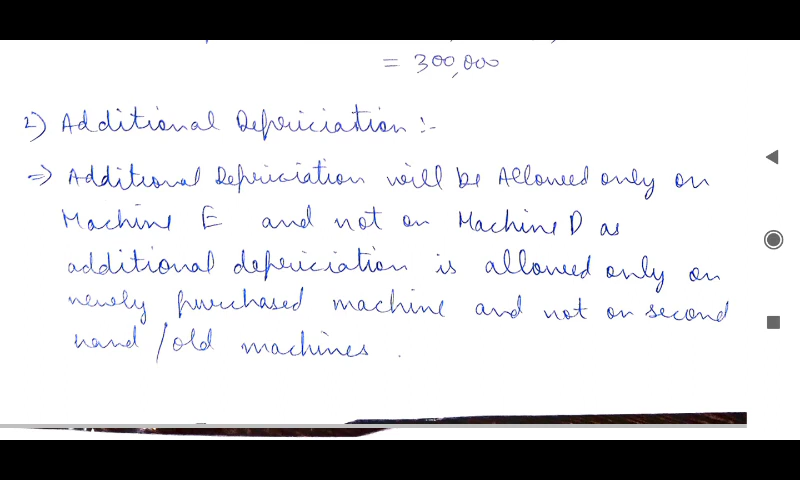 = 300,000
2) Additional Depriciation :-
=> Additional Depriciation will be Allowed only on
Machine E and not on Machine D as
additional depriciation is allowed only on
newly purchased machine and not on second
hand / old machines.